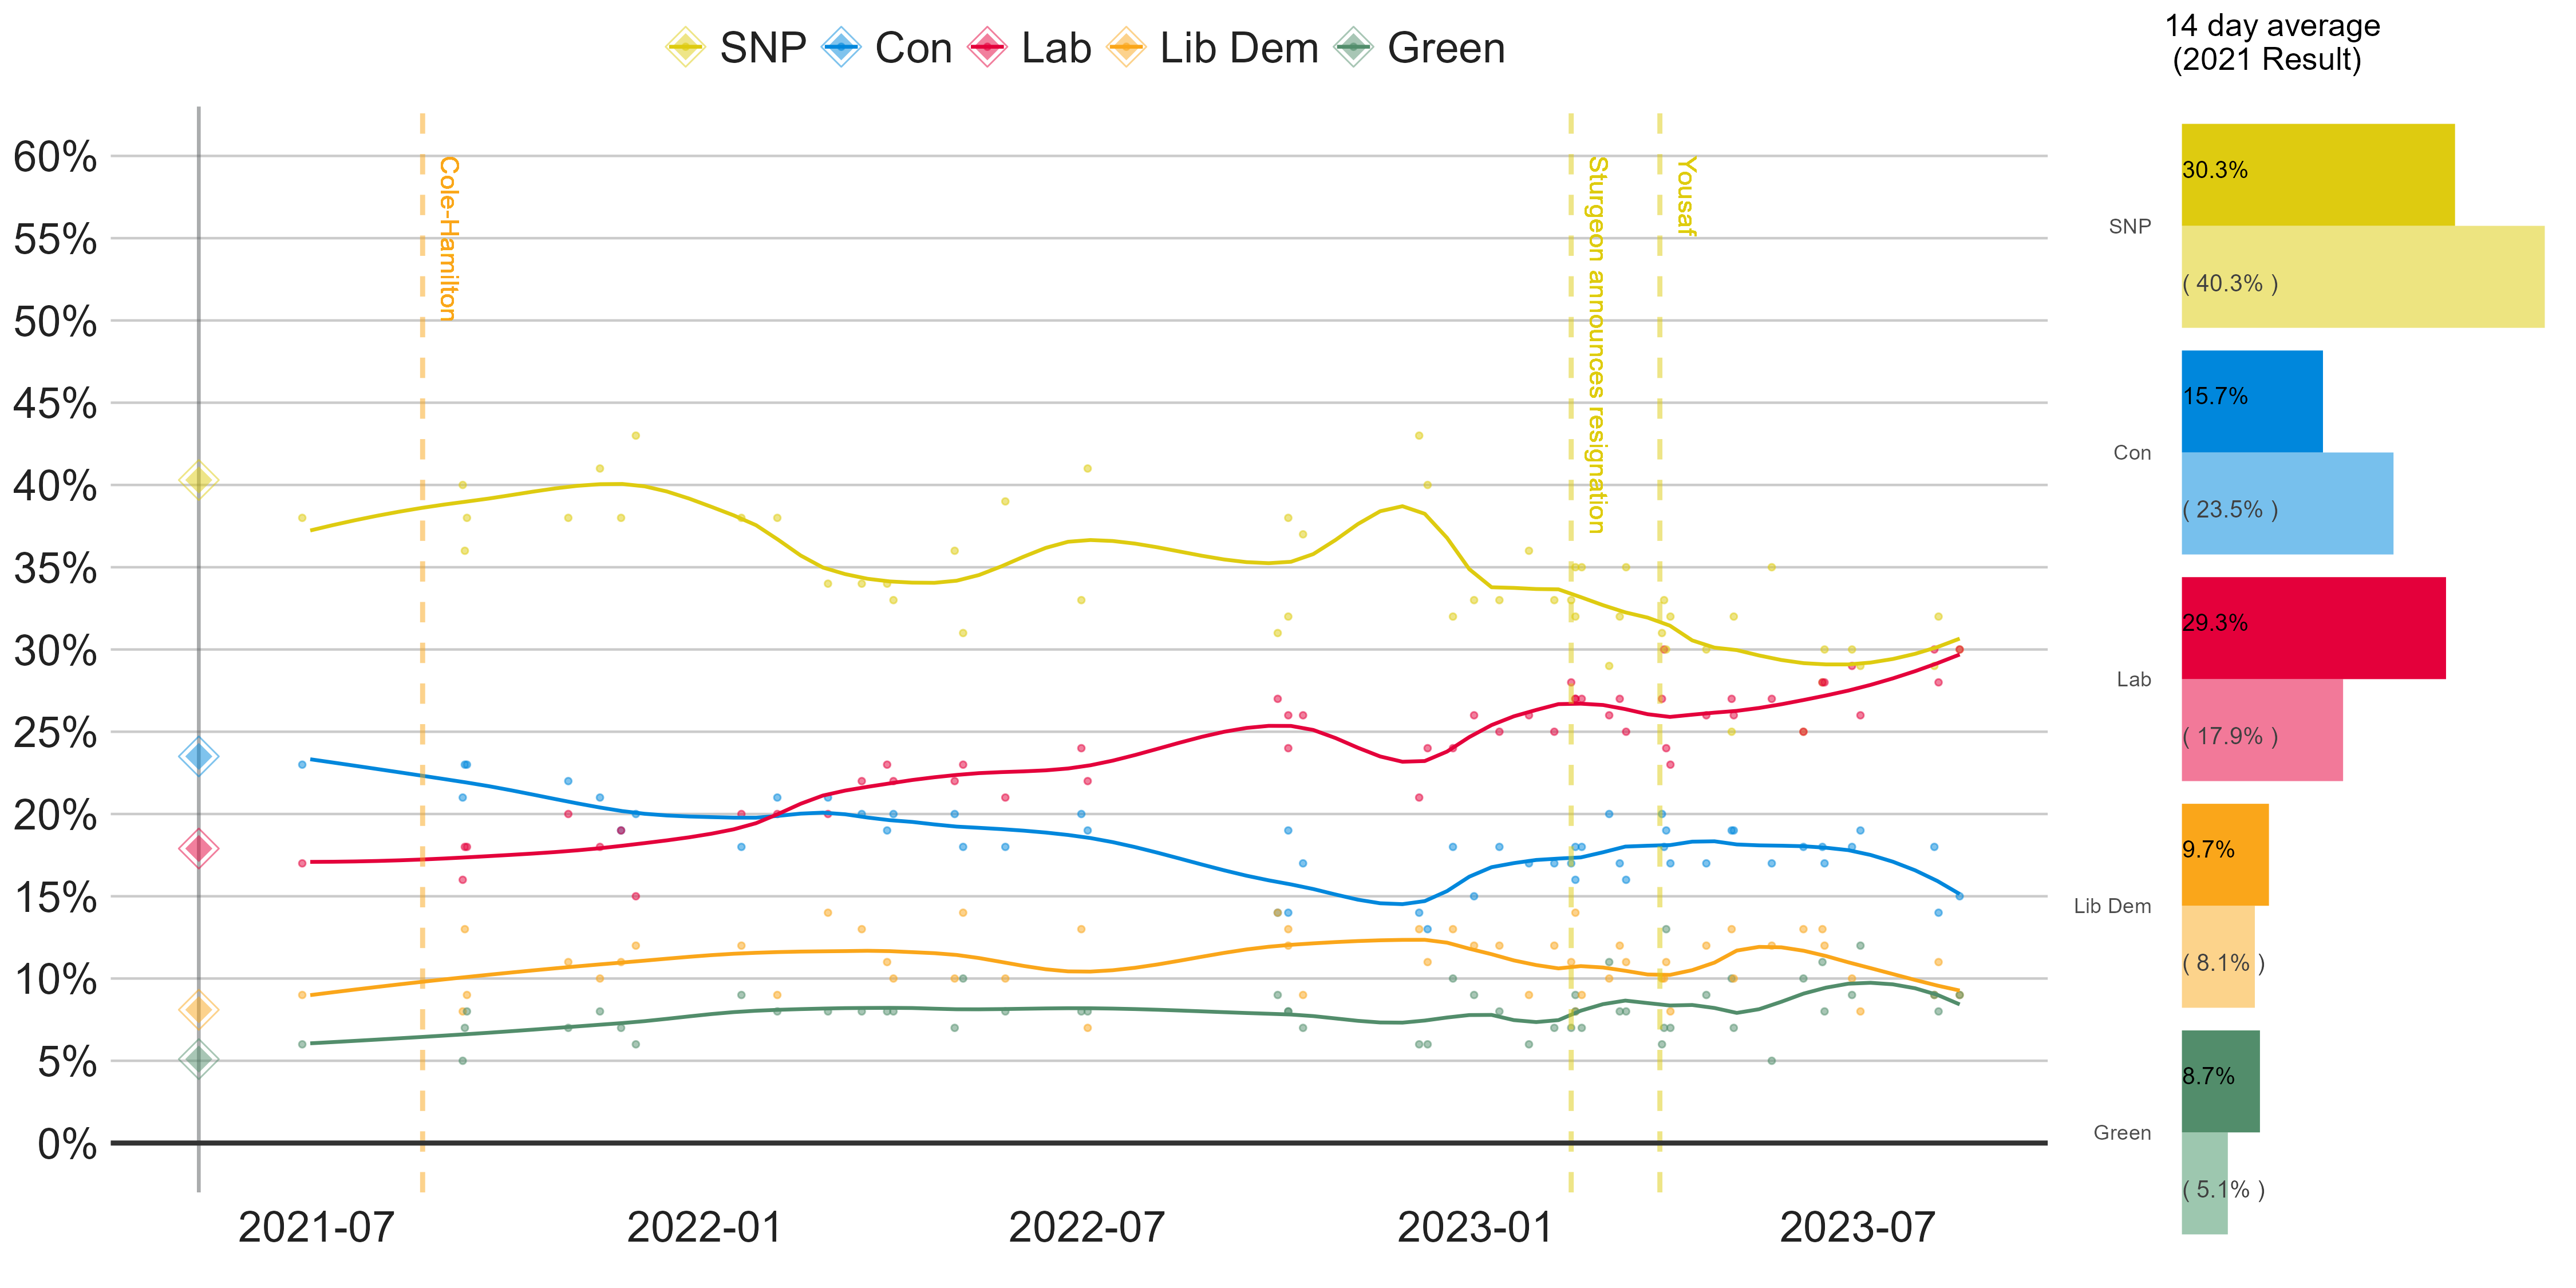 SNP Con Lab Lib Dem Green
14 day average
(2021 Result)
60%
55%
50%
45%
40%
35%
30%
25%
20%
15%
10%
5%
0%
Cole-Hamilton
Sturgeon announces resignation
Yousaf
2021-07 2022-01 2022-07 2023-01 2023-07
SNP
30.3%
( 40.3% )
Con
15.7%
( 23.5% )
Lab
29.3%
( 17.9% )
Lib Dem
9.7%
( 8.1% )
Green
8.7%
( 5.1% )